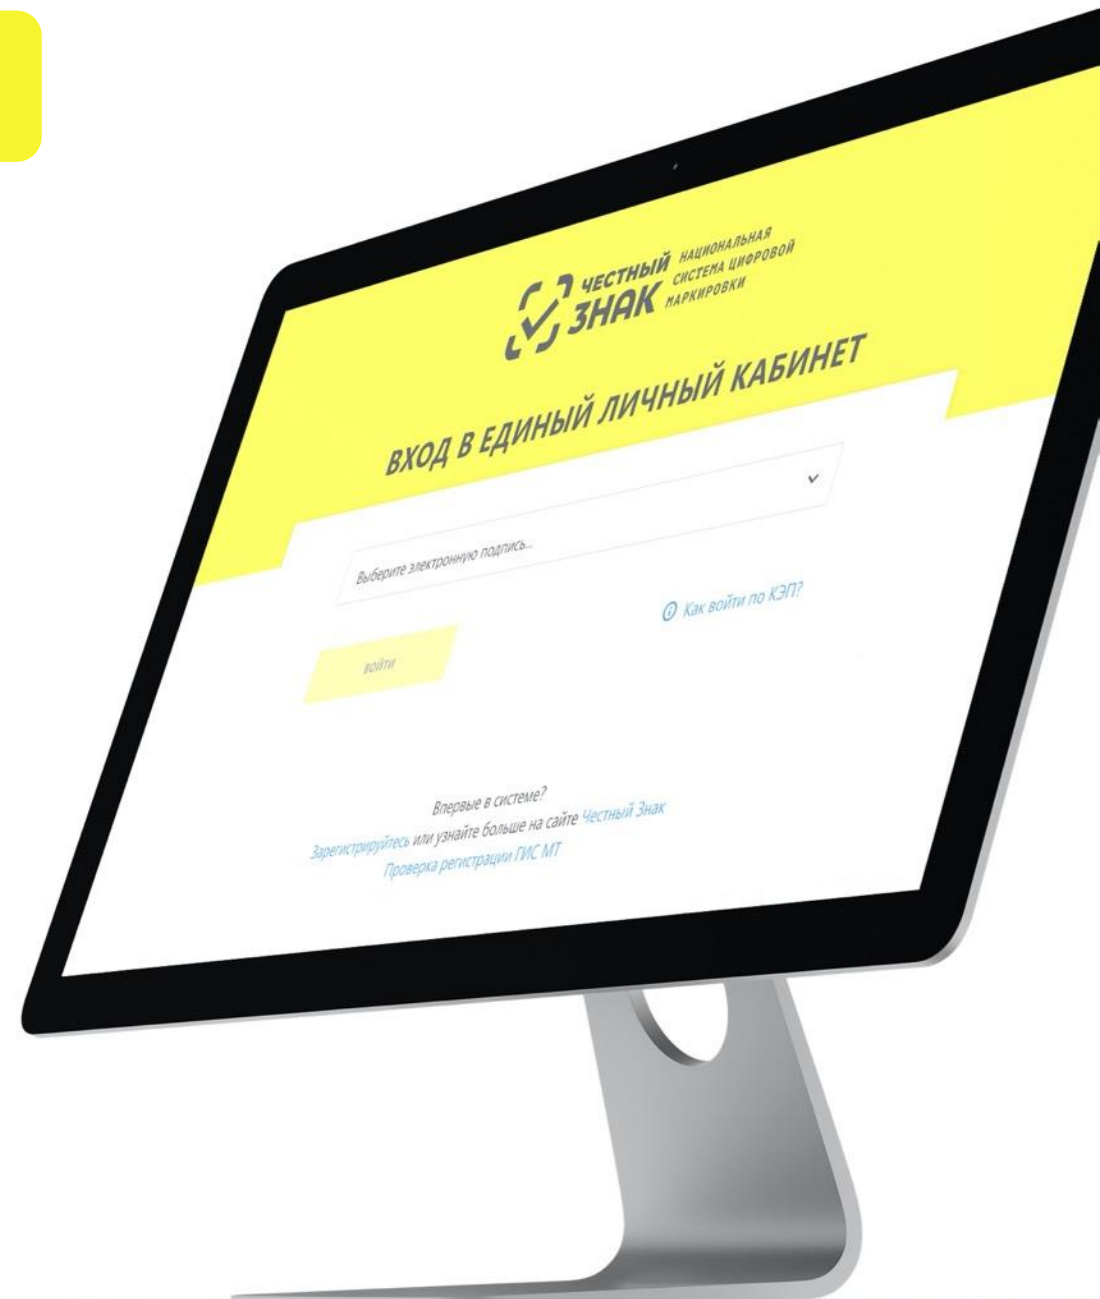 ЧЕСТНЫЙ
ЗНАК
НАЦИОНАЛЬНАЯ
СИСТЕМА ЦИФРОВОЙ
МАРКИРОВКИ
ВХОД В ЕДИНЫЙ ЛИЧНЫЙ КАБИНЕТ
Выберите электронную подпись...
Как войти по КЭП?
ВОЙТИ
Впервые в системе?
Зарегистрируйтесь или узнайте больше на сайте Честный Знак
Проверка регистрации ГИС МТ